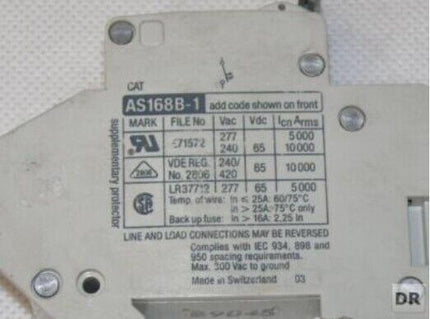 CAT
AS168B-1 add code shown on front
MARK FILE No Vac Vdc Icn Arms
277 5000
71572 240 65 10000
VDE REG. 240/
No. 2806 420 65 10000
LR37712 277 65 5000
Temp. of wire: In ≤ 25A: 60/75°C
In > 25A: 75°C only
Back up fuse: In > 16A: 2,25 In
supplementary protector
LINE AND LOAD CONNECTIONS MAY BE REVERSED
Complies with IEC 934, 898 and
950 spacing requirements.
Max. 300 Vac to ground
Made in Switzerland 03
DR